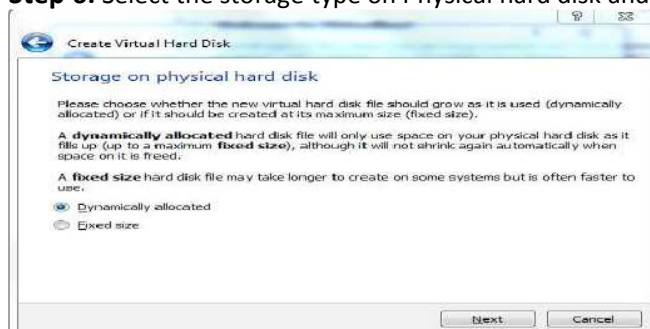 Step 6: Select the storage type on Physical hard disk and
Create Virtual Hard Disk
Storage on physical hard disk
Please choose whether the new virtual hard disk file should grow as it is used (dynamically
allocated) or if it should be created at its maximum size (fixed size).
A dynamically allocated hard disk file will only use space on your physical hard disk as it
fills up (up to a maximum fixed size), although it will not shrink again automatically when
space on it is freed.
A fixed size hard disk file may take longer to create on some systems but is often faster to
use.
Dynamically allocated
Fixed size
Next Cancel